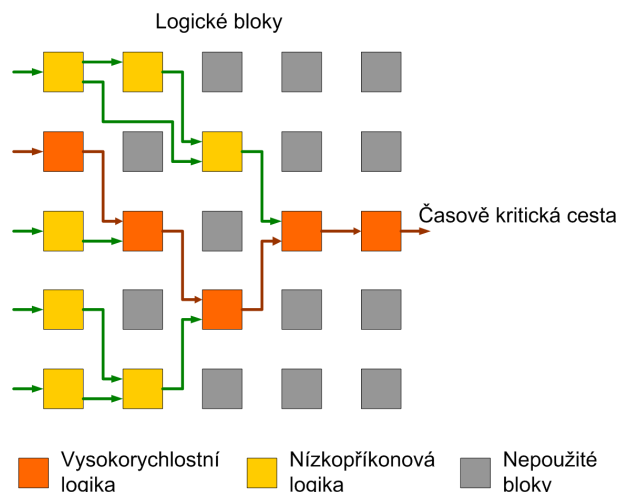 Logické bloky
Časově kritická cesta
Vysokorychlostní
logika
Nízkopříkonová
logika
Nepoužité
bloky